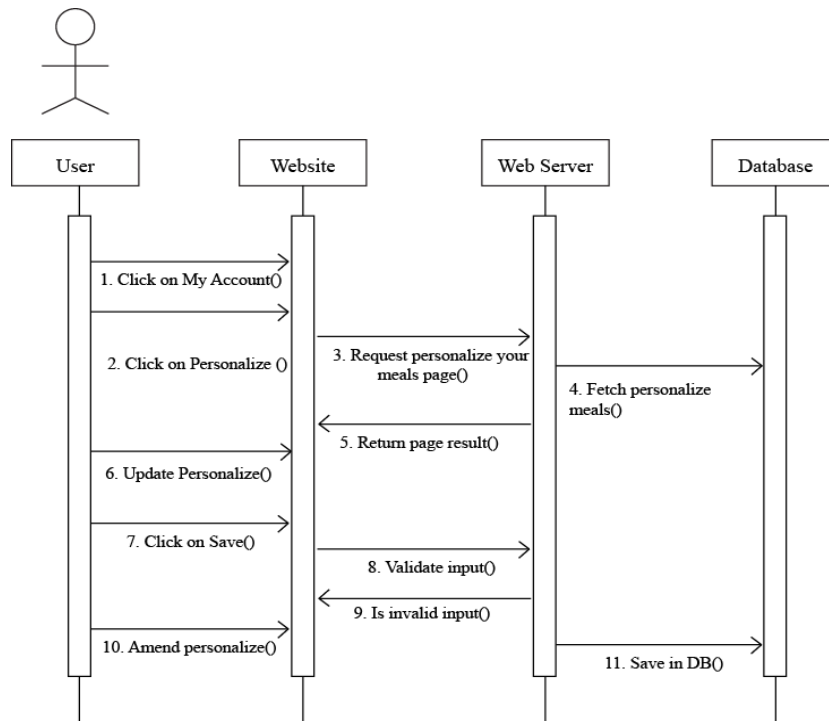 User
Website
Web Server
Database
1. Click on My Account()
2. Click on Personalize ()
3. Request personalize your
meals page()
4. Fetch personalize
meals()
5. Return page result()
6. Update Personalize()
7. Click on Save()
8. Validate input()
9. Is invalid input()
10. Amend personalize()
11. Save in DB()